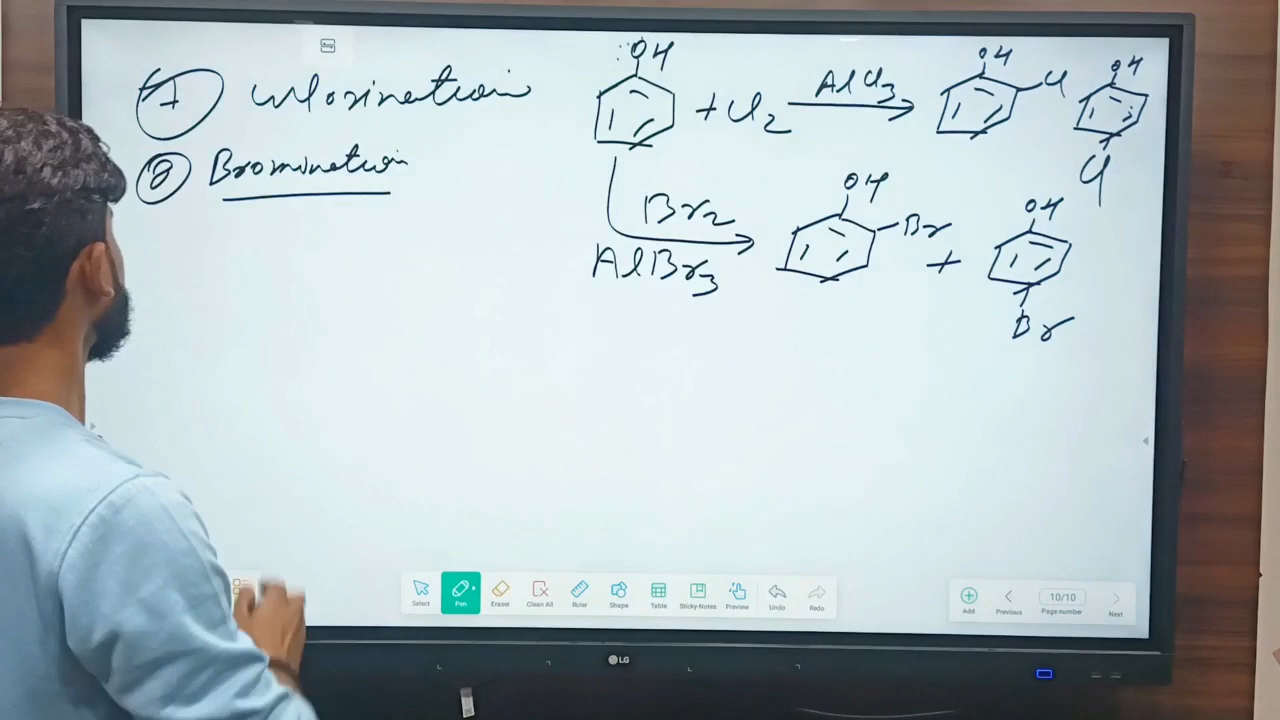 ① Chlorination
OH + Cl2 AlCl3 → OH Cl OH Cl
② Bromination
Br2 AlBr3 → OH Br + OH Br
Select Pen Eraser Clean All Ruler Shape Table Sticky Notes Preview Undo Redo
Add Previous 10/10 Page number Next
LG